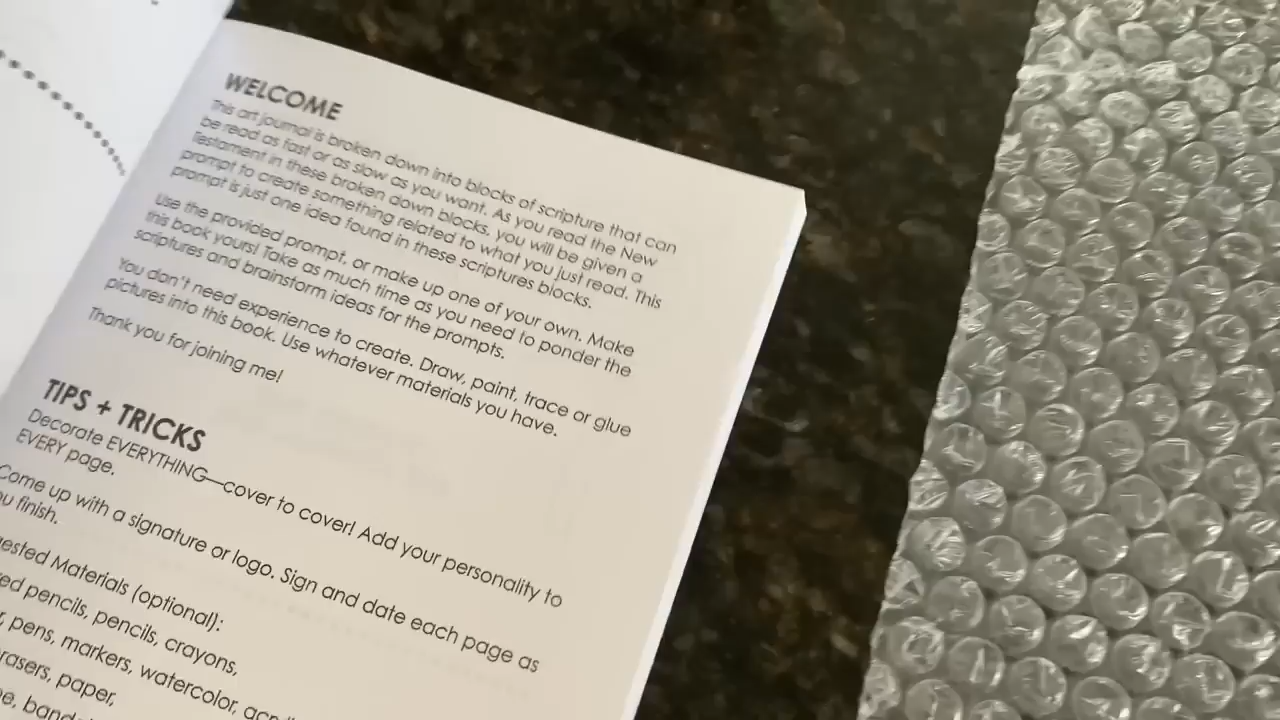 WELCOME
This art journal is broken down into blocks of scripture that can
be read as fast or as slow as you want. As you read the New
Testament in these broken down blocks, you will be given a
prompt to create something related to what you just read. This
prompt is just one idea found in these scriptures blocks.
Use the provided prompt, or make up one of your own. Make
this book yours! Take as much time as you need to ponder the
scriptures and brainstorm ideas for the prompts.
You don't need experience to create. Draw, paint, trace or glue
pictures into this book. Use whatever materials you have.
Thank you for joining me!
TIPS + TRICKS
Decorate EVERYTHING—cover to cover! Add your personality to
EVERY page.
Come up with a signature or logo. Sign and date each page as
finish.
Materials (optional):
pencils, pencils, crayons,
pens, markers, watercolor,
paper,